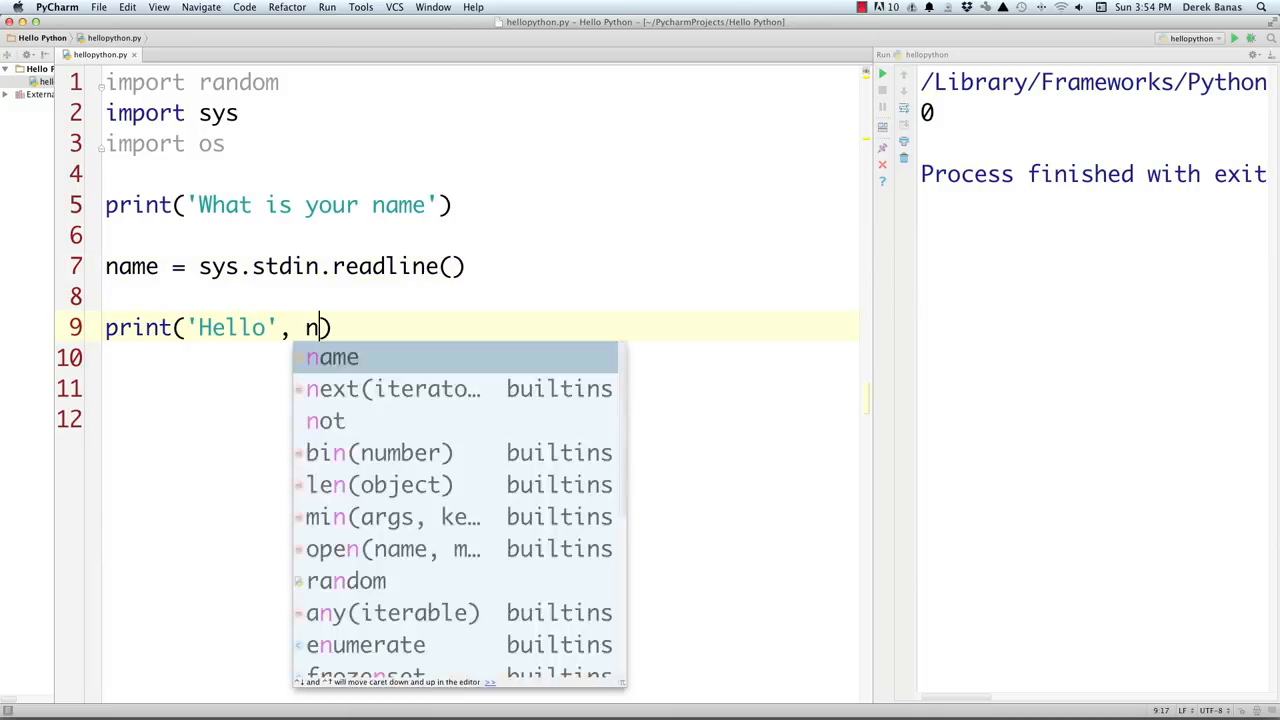 PyCharm File Edit View Navigate Code Refactor Run Tools VCS Window Help 10 Sun 3:54 PM Derek Banas
hellopython.py – Hello Python – [~/PycharmProjects/Hello Python]
Hello Python hellopython.py hellopython
hellopython.py × Run hellopython
Hello P
hell
Externa
1 import random
2 import sys
3 import os
4
5 print('What is your name')
6
7 name = sys.stdin.readline()
8
9 print('Hello', n)
10
11
12
name
next(iterato… builtins
not
bin(number) builtins
len(object) builtins
min(args, ke… builtins
open(name, m… builtins
random
any(iterable) builtins
enumerate builtins
frozenset builtins
^↓ and ^↑ will move caret down and up in the editor >>
π
/Library/Frameworks/Python
0
Process finished with exit
9:17 LF÷ UTF-8÷